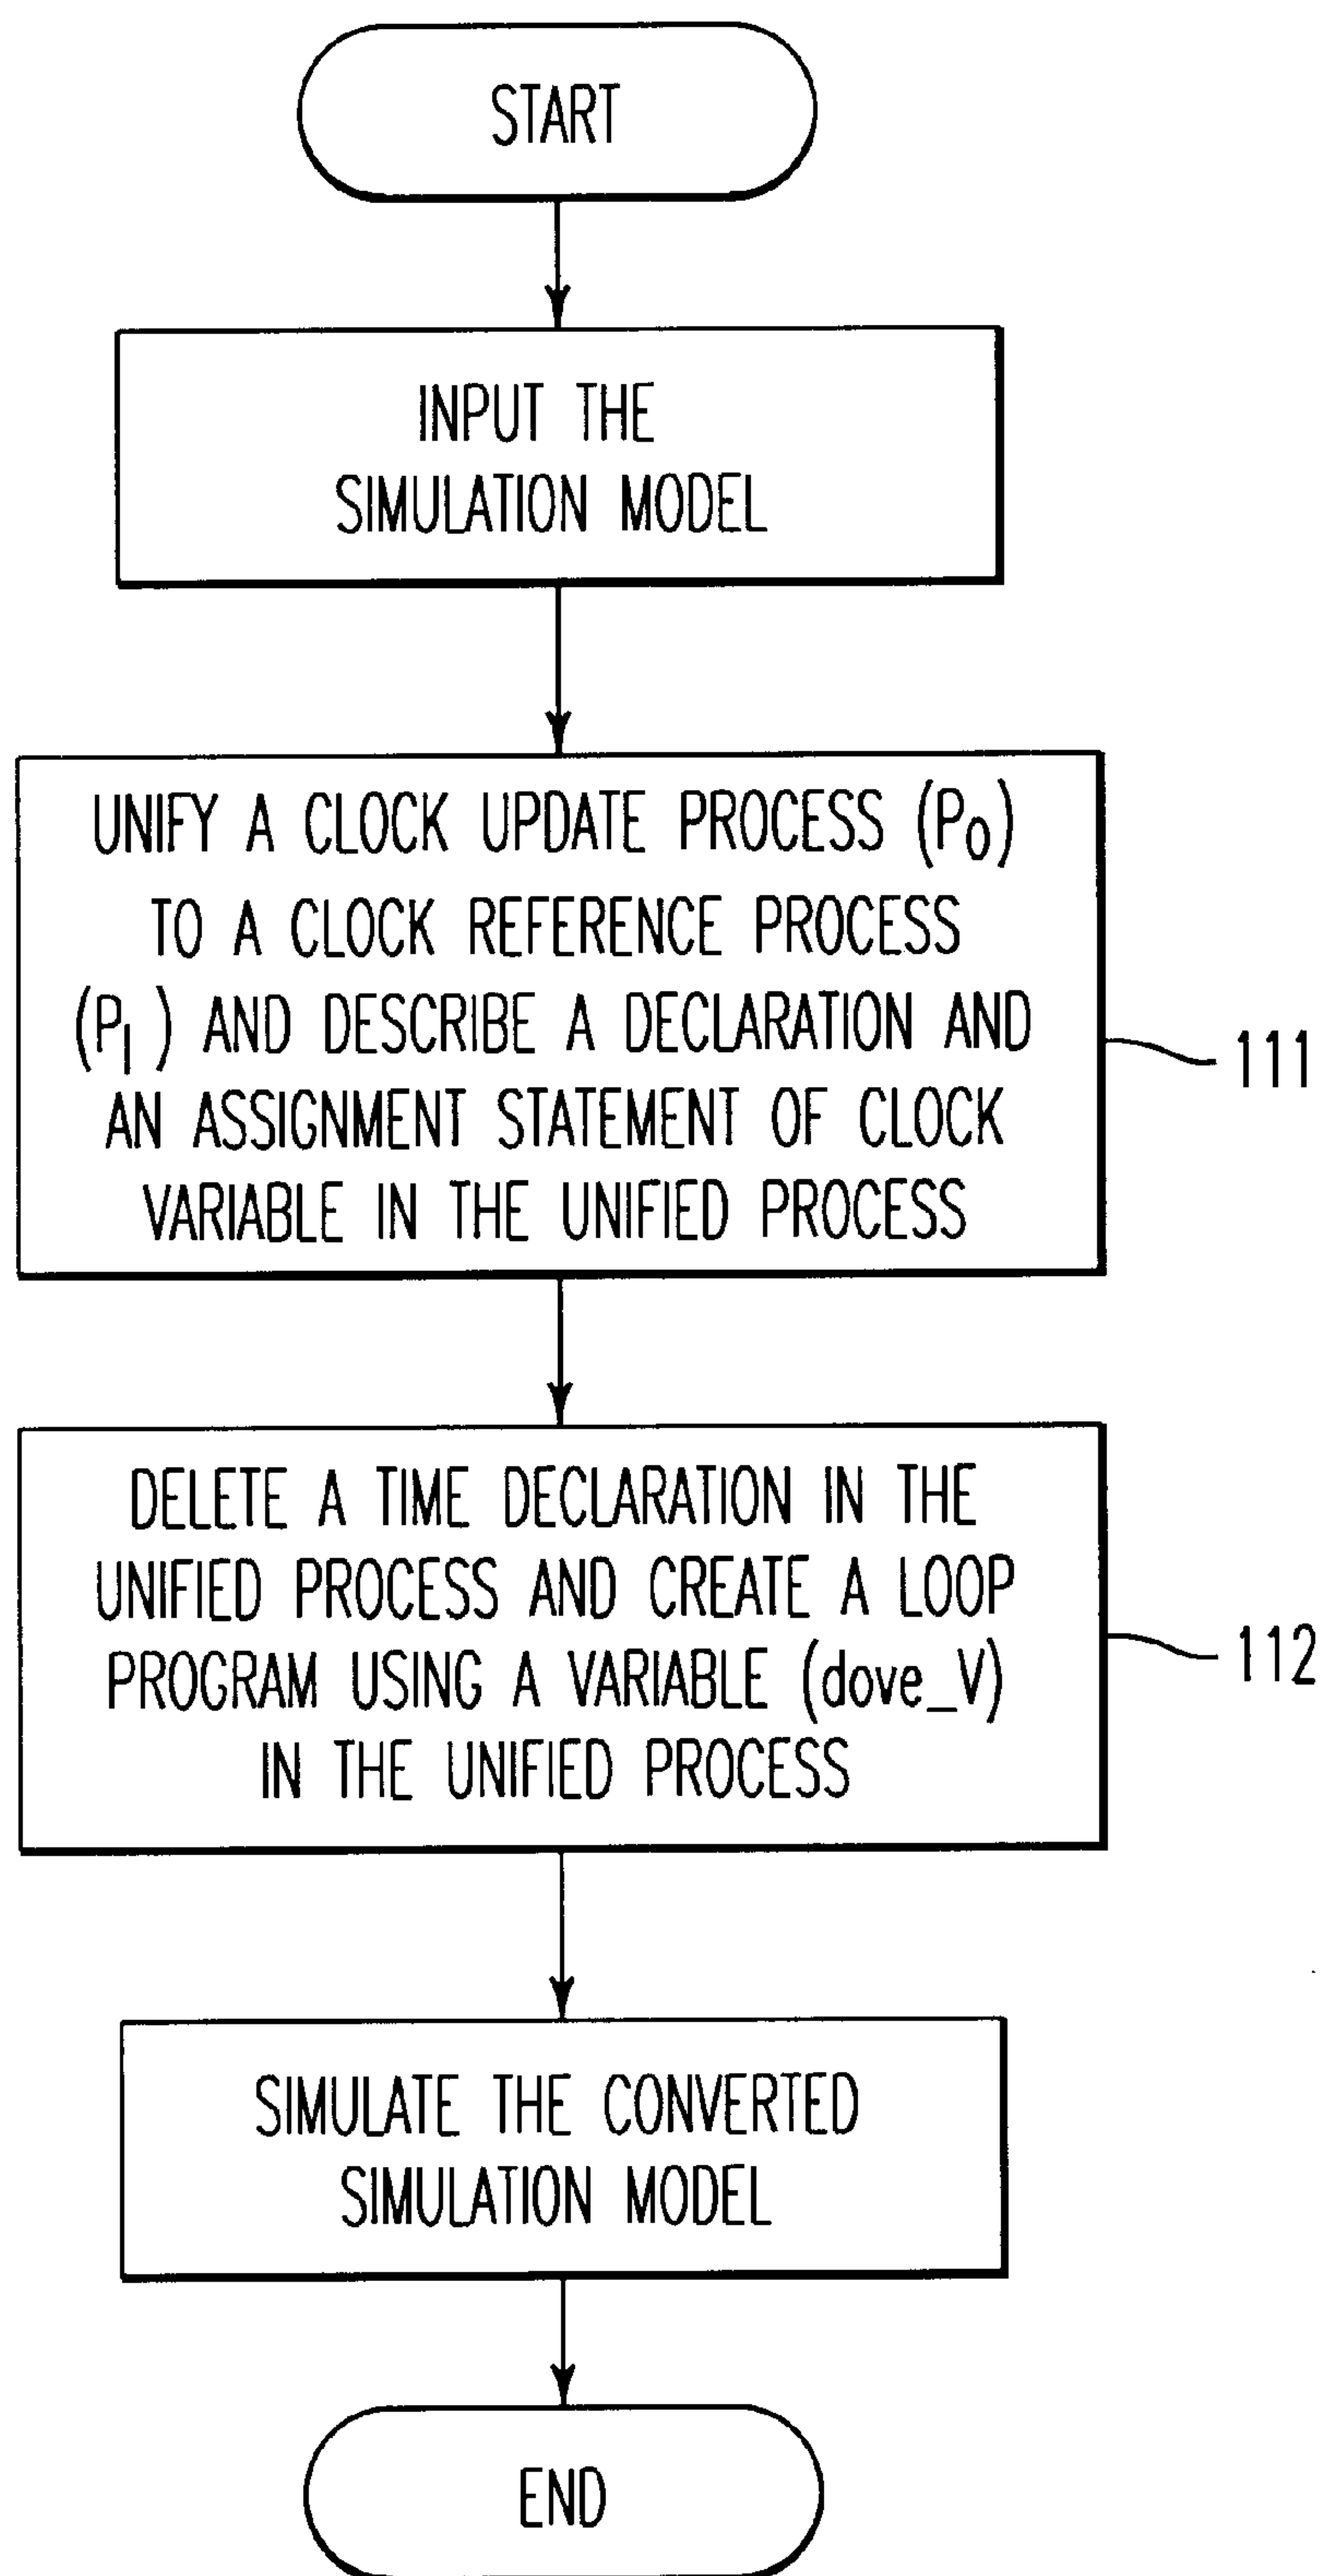 START
INPUT THE
SIMULATION MODEL
UNIFY A CLOCK UPDATE PROCESS (P0)
TO A CLOCK REFERENCE PROCESS
(P1) AND DESCRIBE A DECLARATION AND
AN ASSIGNMENT STATEMENT OF CLOCK
VARIABLE IN THE UNIFIED PROCESS
111
DELETE A TIME DECLARATION IN THE
UNIFIED PROCESS AND CREATE A LOOP
PROGRAM USING A VARIABLE (dove_V)
IN THE UNIFIED PROCESS
112
SIMULATE THE CONVERTED
SIMULATION MODEL
END